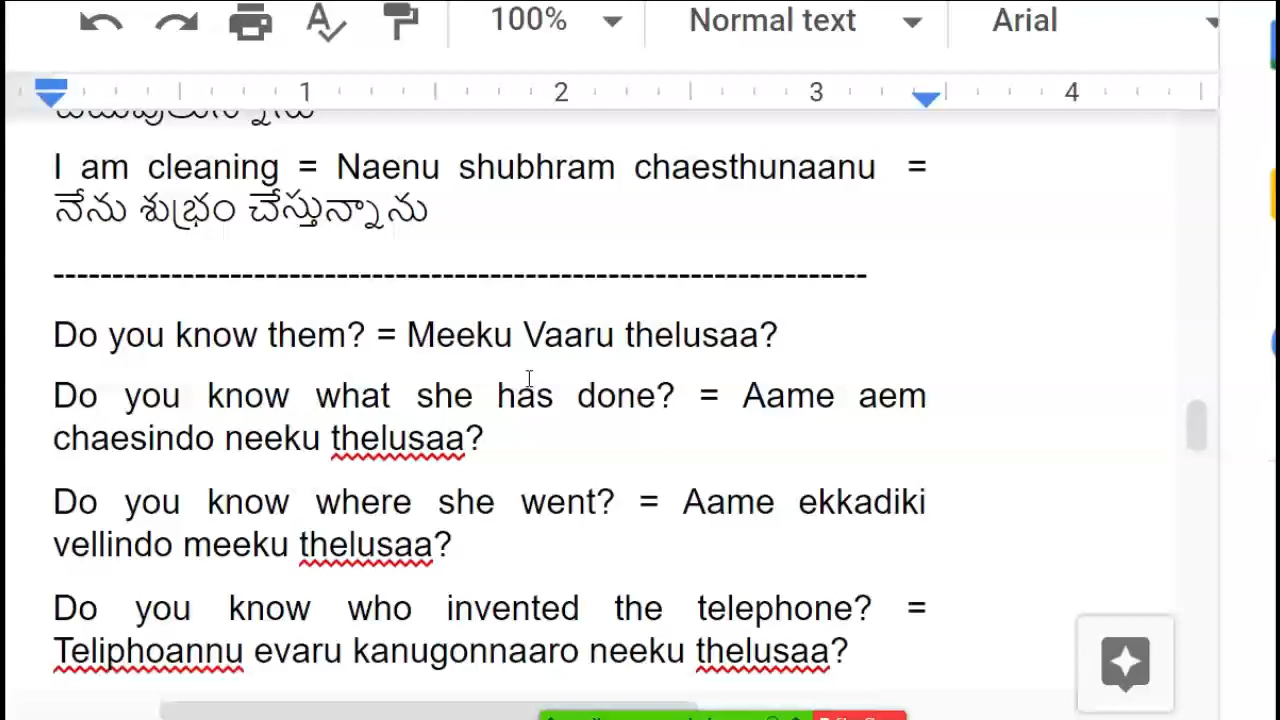 100% Normal text Arial
1 2 3 4
I am cleaning = Naenu shubhram chaesthunaanu =
నేను శుభ్రం చేస్తున్నాను
----------------------------------------------------------------------
Do you know them? = Meeku Vaaru thelusaa?
Do you know what she has done? = Aame aem
chaesindo neeku thelusaa?
Do you know where she went? = Aame ekkadiki
vellindo meeku thelusaa?
Do you know who invented the telephone? =
Teliphoannu evaru kanugonnaaro neeku thelusaa?